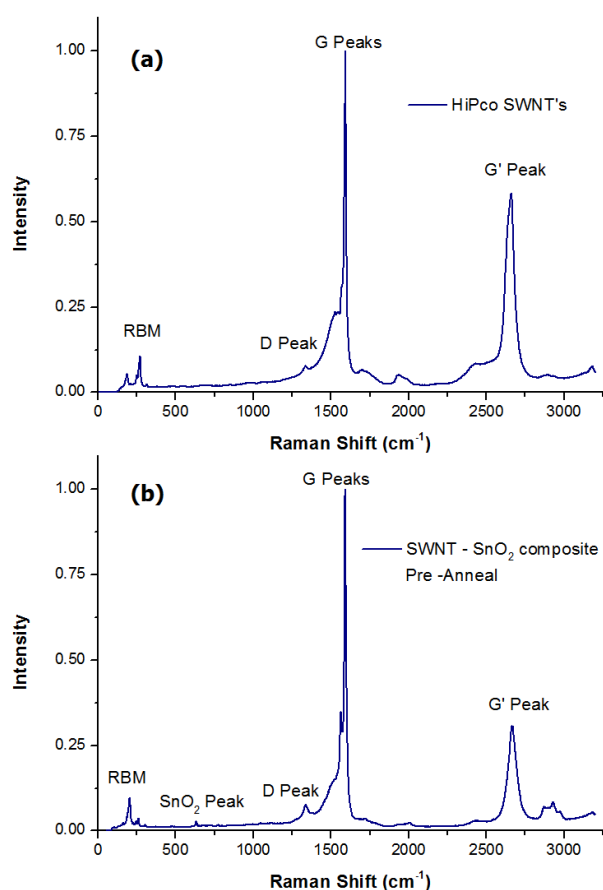 (a)
G Peaks
HiPco SWNT's
G' Peak
RBM
D Peak
Intensity
1.00
0.75
0.50
0.25
0.00
0 500 1000 1500 2000 2500 3000
Raman Shift (cm⁻¹)
(b)
G Peaks
SWNT - SnO₂ composite
Pre -Anneal
G' Peak
RBM
SnO₂ Peak
D Peak
Intensity
1.00
0.75
0.50
0.25
0.00
0 500 1000 1500 2000 2500 3000
Raman Shift (cm⁻¹)